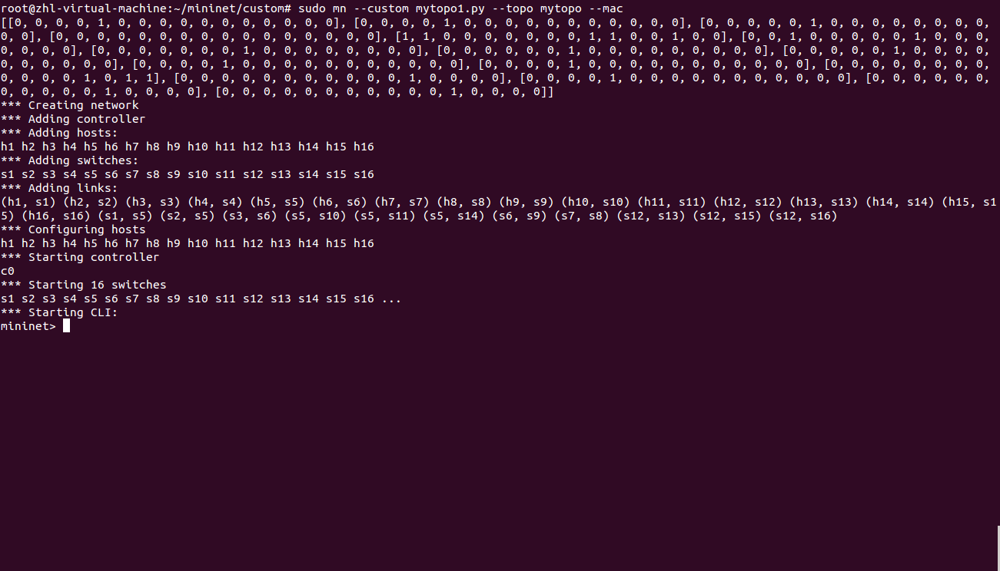 root@zhl-virtual-machine:~/mininet/custom# sudo mn --custom mytopo1.py --topo mytopo --mac
[[0, 0, 0, 0, 1, 0, 0, 0, 0, 0, 0, 0, 0, 0, 0, 0], [0, 0, 0, 0, 1, 0, 0, 0, 0, 0, 0, 0, 0, 0, 0, 0], [0, 0, 0, 0, 0, 1, 0, 0, 0, 0, 0, 0, 0, 0,
0, 0], [0, 0, 0, 0, 0, 0, 0, 0, 0, 0, 0, 0, 0, 0, 0, 0], [1, 1, 0, 0, 0, 0, 0, 0, 0, 1, 1, 0, 0, 1, 0, 0], [0, 0, 1, 0, 0, 0, 0, 0, 1, 0, 0, 0,
0, 0, 0, 0], [0, 0, 0, 0, 0, 0, 0, 1, 0, 0, 0, 0, 0, 0, 0, 0], [0, 0, 0, 0, 0, 0, 1, 0, 0, 0, 0, 0, 0, 0, 0, 0], [0, 0, 0, 0, 0, 1, 0, 0, 0, 0,
0, 0, 0, 0, 0, 0], [0, 0, 0, 0, 1, 0, 0, 0, 0, 0, 0, 0, 0, 0, 0, 0], [0, 0, 0, 0, 1, 0, 0, 0, 0, 0, 0, 0, 0, 0, 0, 0], [0, 0, 0, 0, 0, 0, 0, 0,
0, 0, 0, 0, 1, 0, 1, 1], [0, 0, 0, 0, 0, 0, 0, 0, 0, 0, 0, 1, 0, 0, 0, 0], [0, 0, 0, 0, 1, 0, 0, 0, 0, 0, 0, 0, 0, 0, 0, 0], [0, 0, 0, 0, 0, 0,
0, 0, 0, 0, 0, 1, 0, 0, 0, 0], [0, 0, 0, 0, 0, 0, 0, 0, 0, 0, 0, 1, 0, 0, 0, 0]]
*** Creating network
*** Adding controller
*** Adding hosts:
h1 h2 h3 h4 h5 h6 h7 h8 h9 h10 h11 h12 h13 h14 h15 h16
*** Adding switches:
s1 s2 s3 s4 s5 s6 s7 s8 s9 s10 s11 s12 s13 s14 s15 s16
*** Adding links:
(h1, s1) (h2, s2) (h3, s3) (h4, s4) (h5, s5) (h6, s6) (h7, s7) (h8, s8) (h9, s9) (h10, s10) (h11, s11) (h12, s12) (h13, s13) (h14, s14) (h15, s1
5) (h16, s16) (s1, s5) (s2, s5) (s3, s6) (s5, s10) (s5, s11) (s5, s14) (s6, s9) (s7, s8) (s12, s13) (s12, s15) (s12, s16)
*** Configuring hosts
h1 h2 h3 h4 h5 h6 h7 h8 h9 h10 h11 h12 h13 h14 h15 h16
*** Starting controller
c0
*** Starting 16 switches
s1 s2 s3 s4 s5 s6 s7 s8 s9 s10 s11 s12 s13 s14 s15 s16 ...
*** Starting CLI:
mininet>